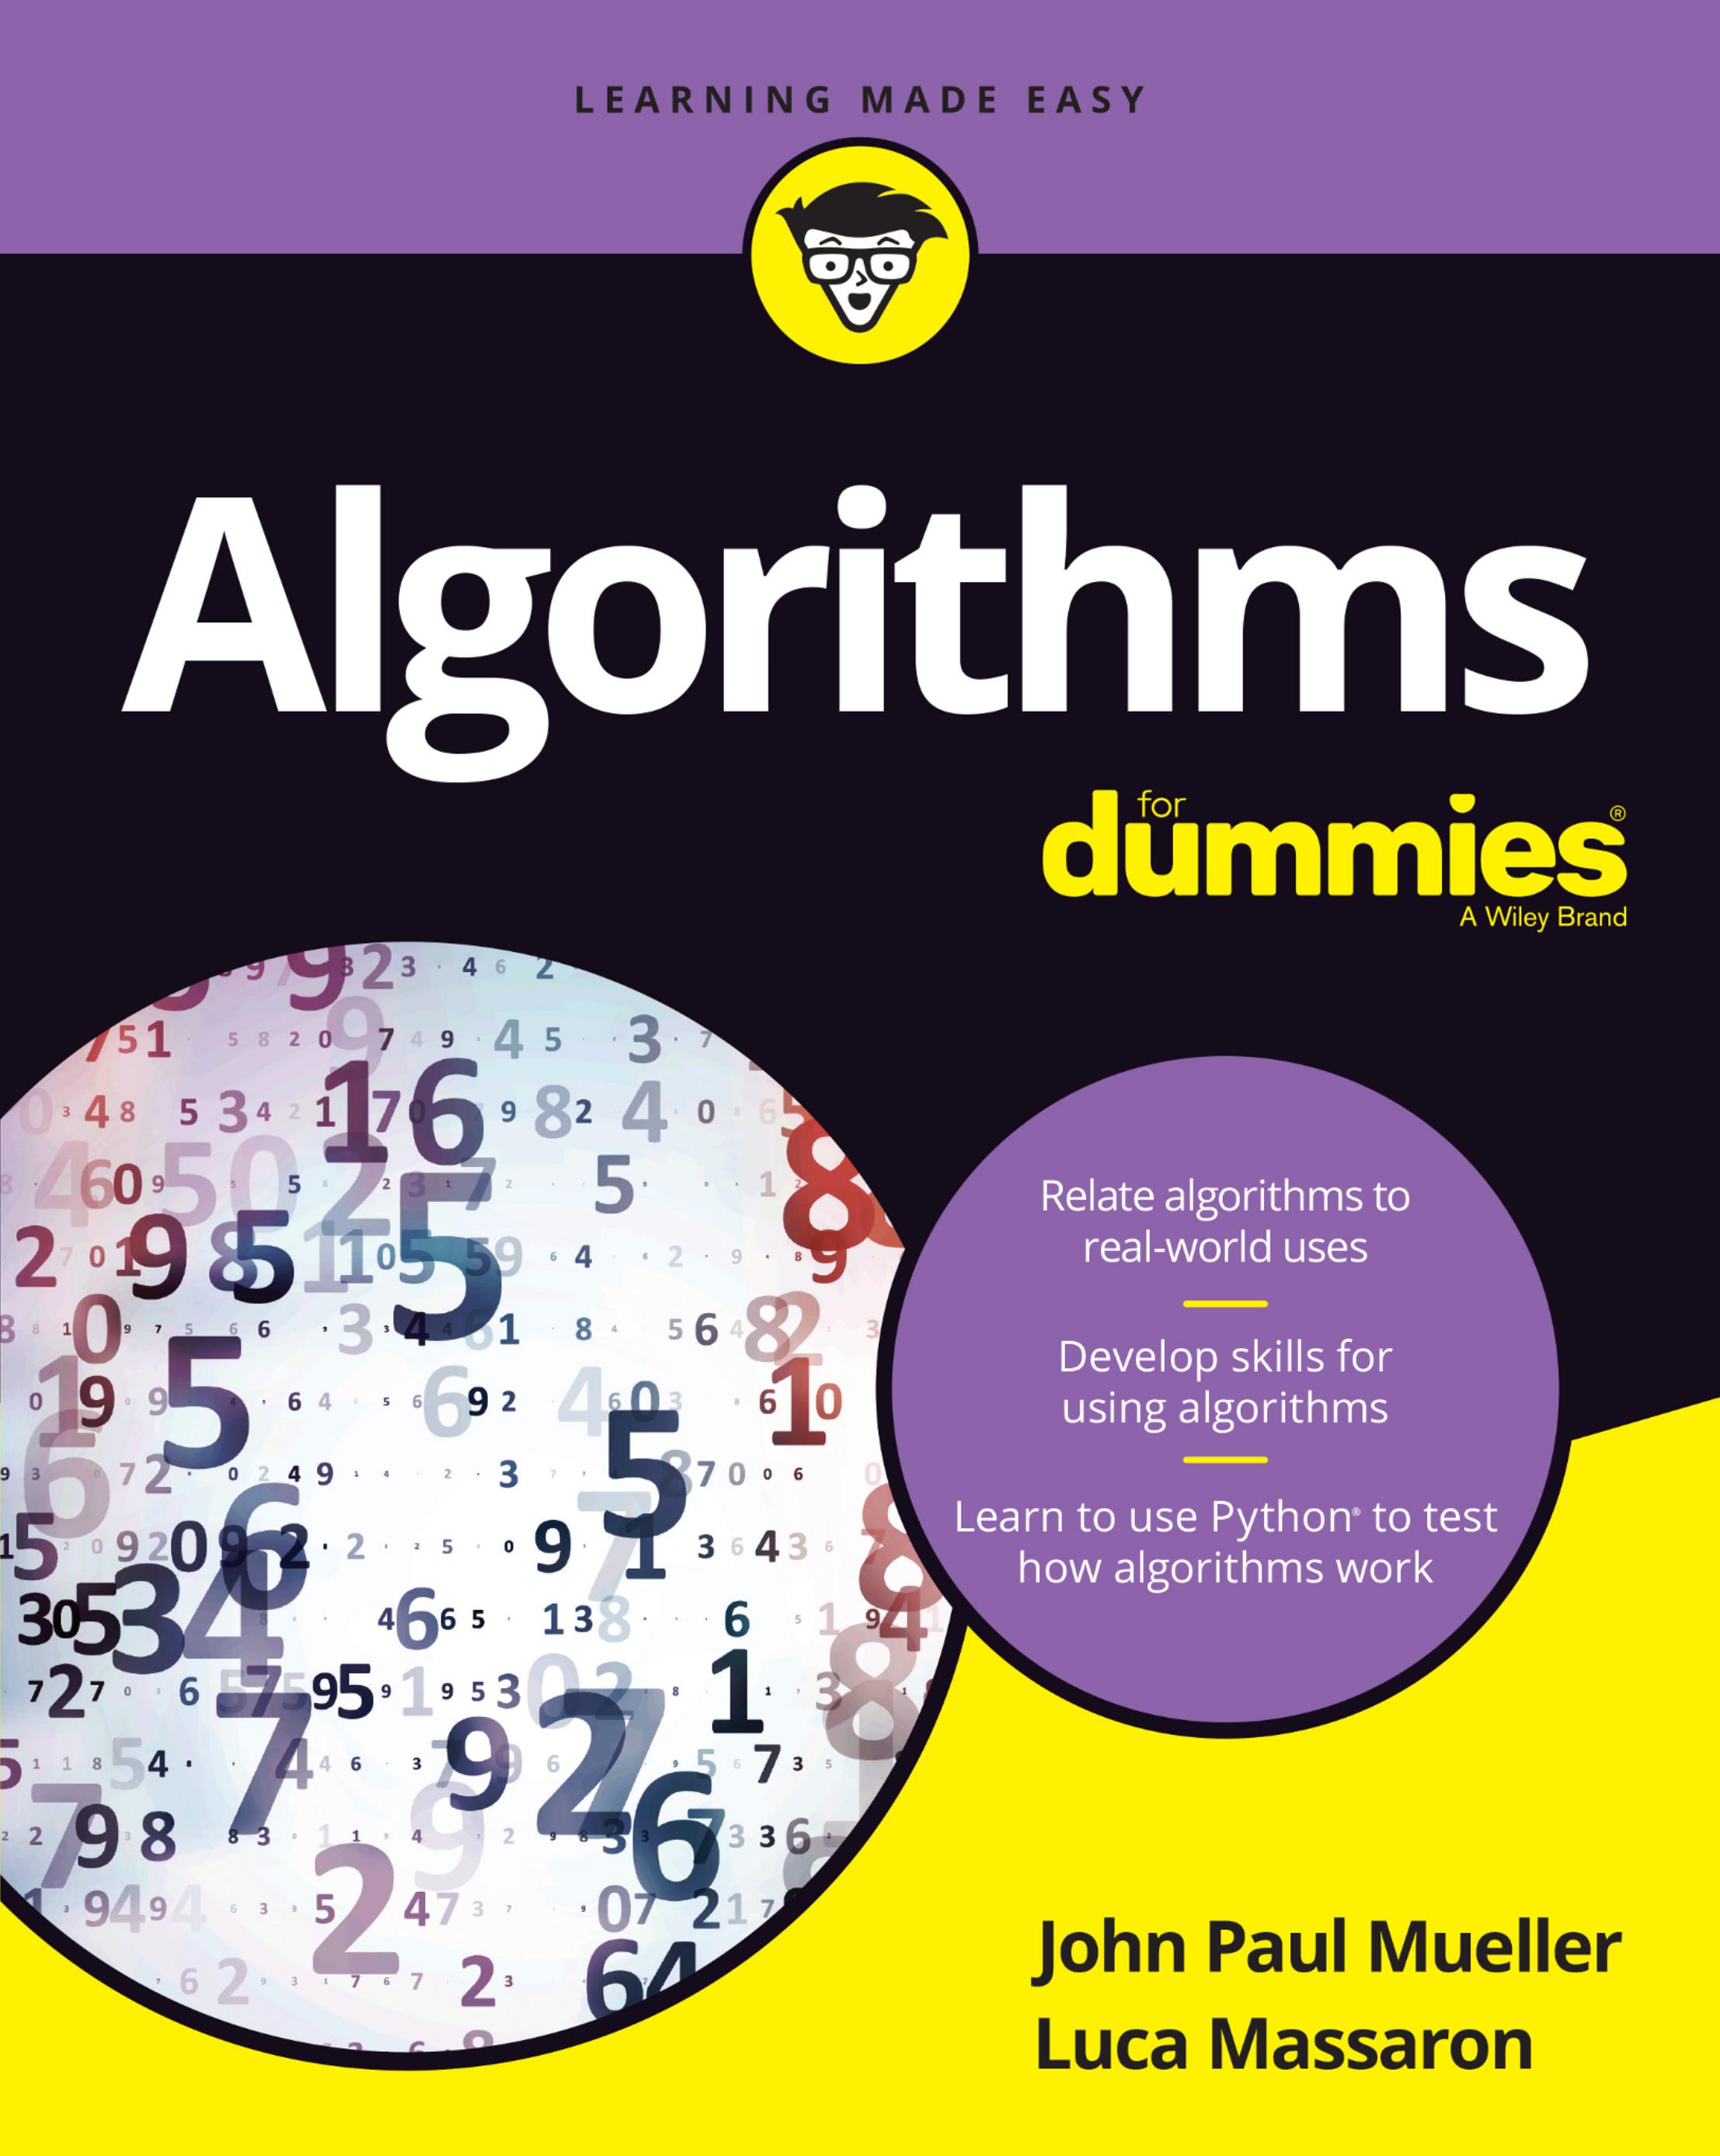 LEARNING MADE EASY
Algorithms
for
dummies®
A Wiley Brand
Relate algorithms to
real-world uses
Develop skills for
using algorithms
Learn to use Python® to test
how algorithms work
John Paul Mueller
Luca Massaron